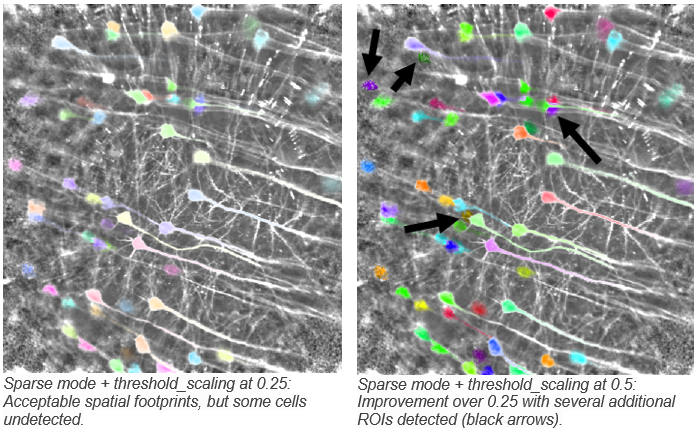 Sparse mode + threshold_scaling at 0.25:
Acceptable spatial footprints, but some cells
undetected.
Sparse mode + threshold_scaling at 0.5:
Improvement over 0.25 with several additional
ROIs detected (black arrows).